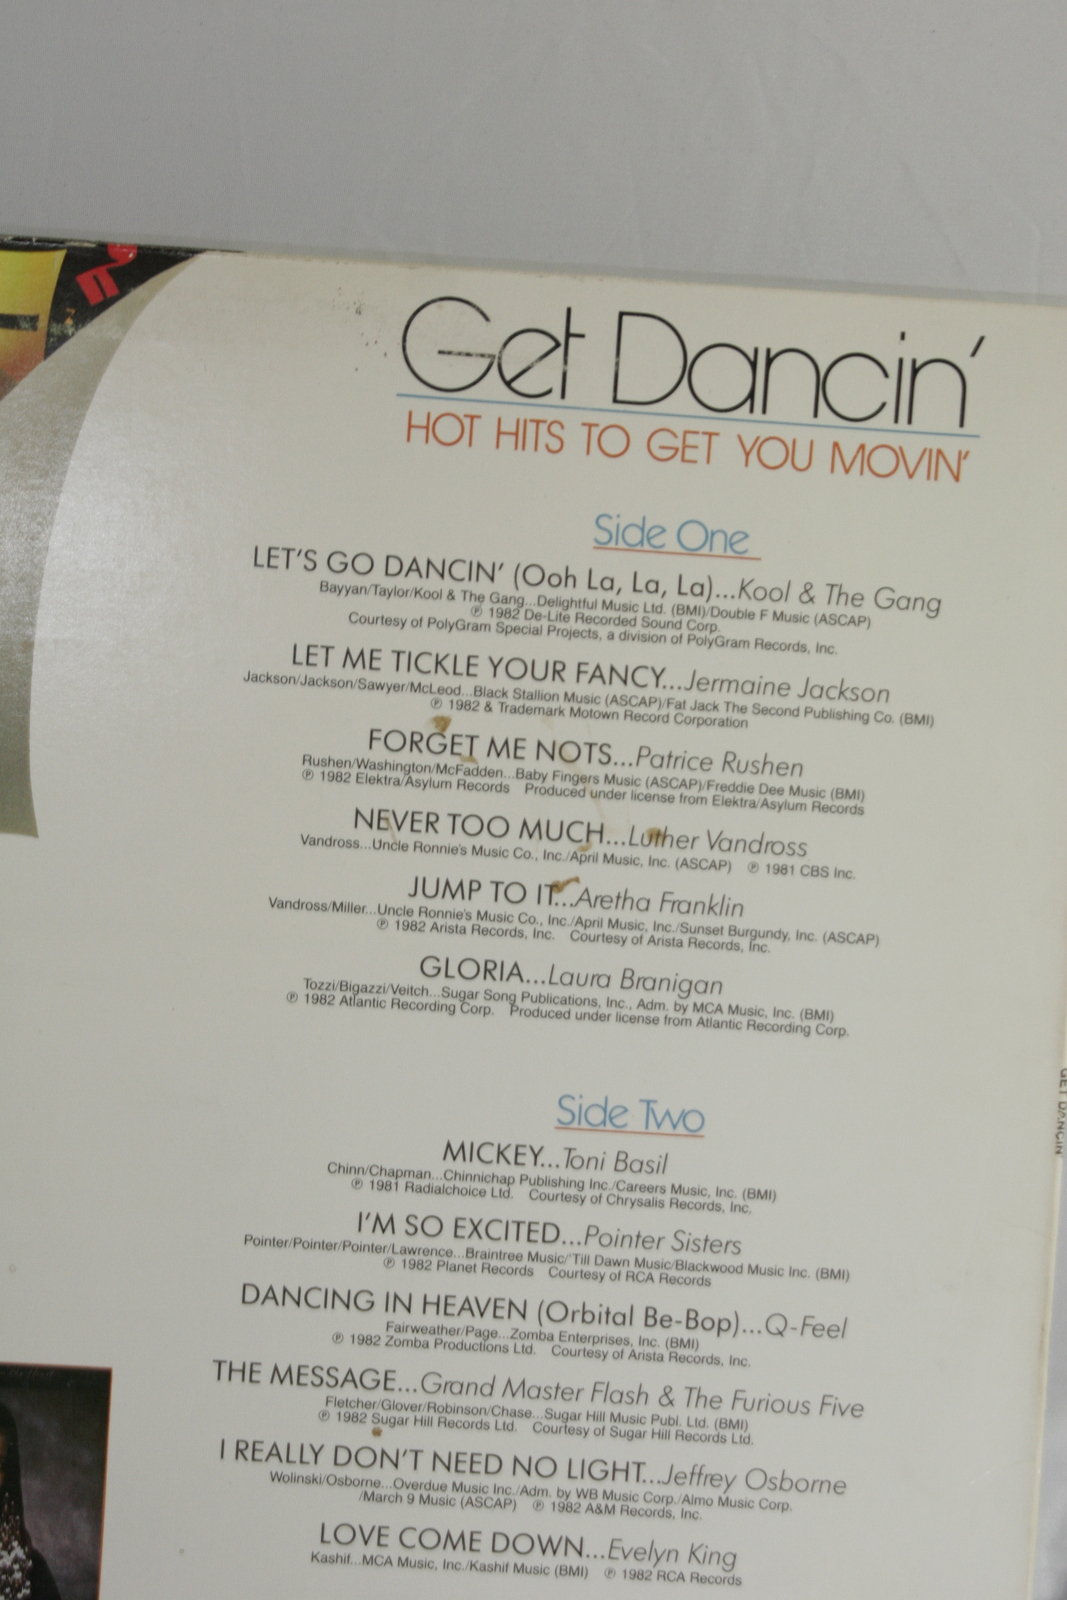 Get Dancin'
HOT HITS TO GET YOU MOVIN'
Side One
LET'S GO DANCIN' (Ooh La, La, La)...Kool & The Gang
Bayyan/Taylor/Kool & The Gang...Delightful Music Ltd. (BMI)/Double F Music (ASCAP)
℗ 1982 De-Lite Recorded Sound Corp.
Courtesy of PolyGram Special Projects, a division of PolyGram Records, Inc.
LET ME TICKLE YOUR FANCY...Jermaine Jackson
Jackson/Jackson/Sawyer/McLeod...Black Stallion Music (ASCAP)/Fat Jack The Second Publishing Co. (BMI)
℗ 1982 & Trademark Motown Record Corporation
FORGET ME NOTS...Patrice Rushen
Rushen/Washington/McFadden...Baby Fingers Music (ASCAP)/Freddie Dee Music (BMI)
℗ 1982 Elektra/Asylum Records Produced under license from Elektra/Asylum Records
NEVER TOO MUCH...Luther Vandross
Vandross...Uncle Ronnie's Music Co., Inc./April Music, Inc. (ASCAP) ℗ 1981 CBS Inc.
JUMP TO IT...Aretha Franklin
Vandross/Miller...Uncle Ronnie's Music Co., Inc./April Music, Inc./Sunset Burgundy, Inc. (ASCAP)
℗ 1982 Arista Records, Inc. Courtesy of Arista Records, Inc.
GLORIA...Laura Branigan
Tozzi/Bigazzi/Veitch...Sugar Song Publications, Inc., Adm. by MCA Music, Inc. (BMI)
℗ 1982 Atlantic Recording Corp. Produced under license from Atlantic Recording Corp.
Side Two
MICKEY...Toni Basil
Chinn/Chapman...Chinnichap Publishing Inc./Careers Music, Inc. (BMI)
℗ 1981 Radialchoice Ltd. Courtesy of Chrysalis Records, Inc.
I'M SO EXCITED...Pointer Sisters
Pointer/Pointer/Pointer/Lawrence...Braintree Music/'Till Dawn Music/Blackwood Music Inc. (BMI)
℗ 1982 Planet Records Courtesy of RCA Records
DANCING IN HEAVEN (Orbital Be-Bop)...Q-Feel
Fairweather/Page...Zomba Enterprises, Inc. (BMI)
℗ 1982 Zomba Productions Ltd. Courtesy of Arista Records, Inc.
THE MESSAGE...Grand Master Flash & The Furious Five
Fletcher/Glover/Robinson/Chase...Sugar Hill Music Publ. Ltd. (BMI)
℗ 1982 Sugar Hill Records Ltd. Courtesy of Sugar Hill Records Ltd.
I REALLY DON'T NEED NO LIGHT...Jeffrey Osborne
Wolinski/Osborne...Overdue Music Inc./Adm. by WB Music Corp./Almo Music Corp.
/March 9 Music (ASCAP) ℗ 1982 A&M Records, Inc.
LOVE COME DOWN...Evelyn King
Kashif...MCA Music, Inc./Kashif Music (BMI) ℗ 1982 RCA Records
GET DANCIN'